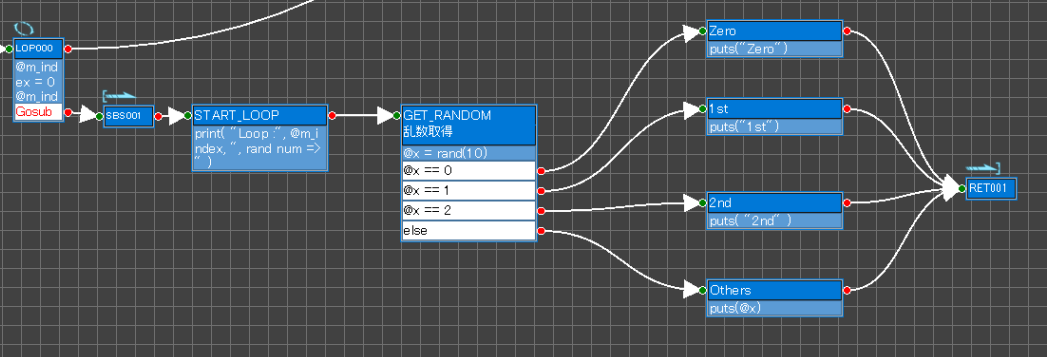 LOP000
@m_ind
ex = 0
@m_ind
Gosub
SBS001
START_LOOP
print( "Loop :", @m_i
ndex, ", rand num =>
" )
GET_RANDOM
乱数取得
@x = rand(10)
@x == 0
@x == 1
@x == 2
else
Zero
puts("Zero")
1st
puts("1st")
2nd
puts( "2nd" )
Others
puts(@x)
RET001